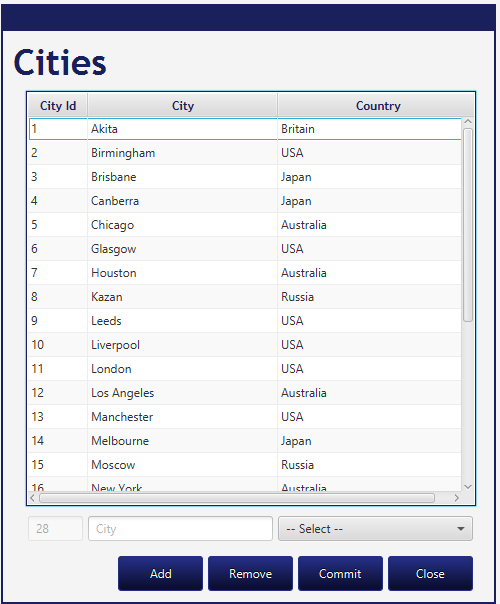 Cities
City Id City Country
1 Akita Britain
2 Birmingham USA
3 Brisbane Japan
4 Canberra Japan
5 Chicago Australia
6 Glasgow USA
7 Houston Australia
8 Kazan Russia
9 Leeds USA
10 Liverpool USA
11 London USA
12 Los Angeles Australia
13 Manchester USA
14 Melbourne Japan
15 Moscow Russia
16 New York Australia
28 City -- Select --
Add Remove Commit Close